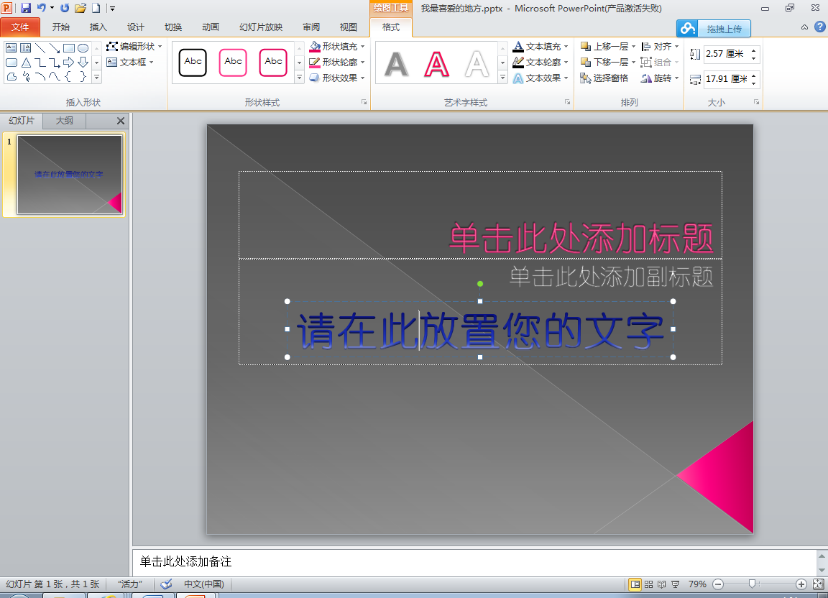 绘图工具
我最喜爱的地方.pptx - Microsoft PowerPoint(产品激活失败)
文件 开始 插入 设计 切换 动画 幻灯片放映 审阅 视图 格式
拖拽上传
编辑形状
文本框
插入形状
Abc Abc Abc
形状填充
形状轮廓
形状效果
形状样式
A A A
文本填充
文本轮廓
文本效果
艺术字样式
上移一层 对齐
下移一层 组合
选择窗格 旋转
排列
2.57 厘米
17.91 厘米
大小
幻灯片 大纲
1
请在此放置您的文字
单击此处添加标题
单击此处添加副标题
请在此放置您的文字
单击此处添加备注
幻灯片 第 1 张，共 1 张 "活力" 中文(中国) 79%